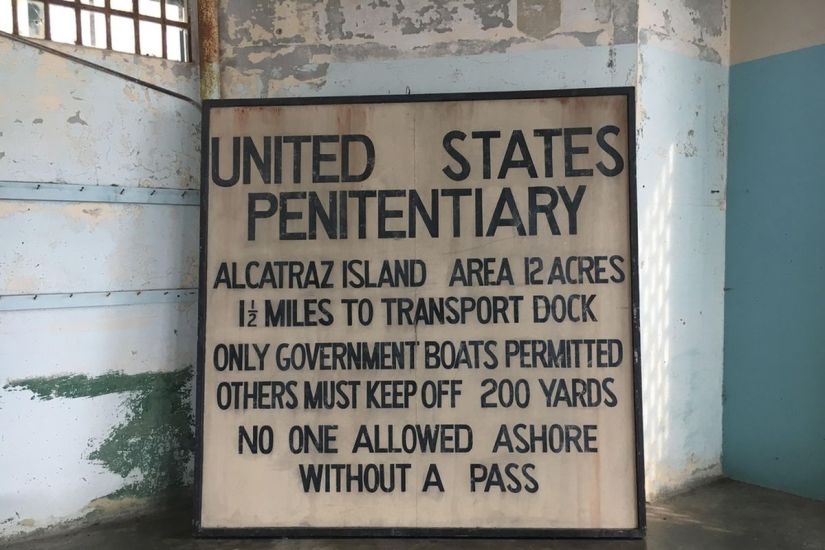 UNITED STATES
PENITENTIARY
ALCATRAZ ISLAND AREA 12 ACRES
1½ MILES TO TRANSPORT DOCK
ONLY GOVERNMENT BOATS PERMITTED
OTHERS MUST KEEP OFF 200 YARDS
NO ONE ALLOWED ASHORE
WITHOUT A PASS